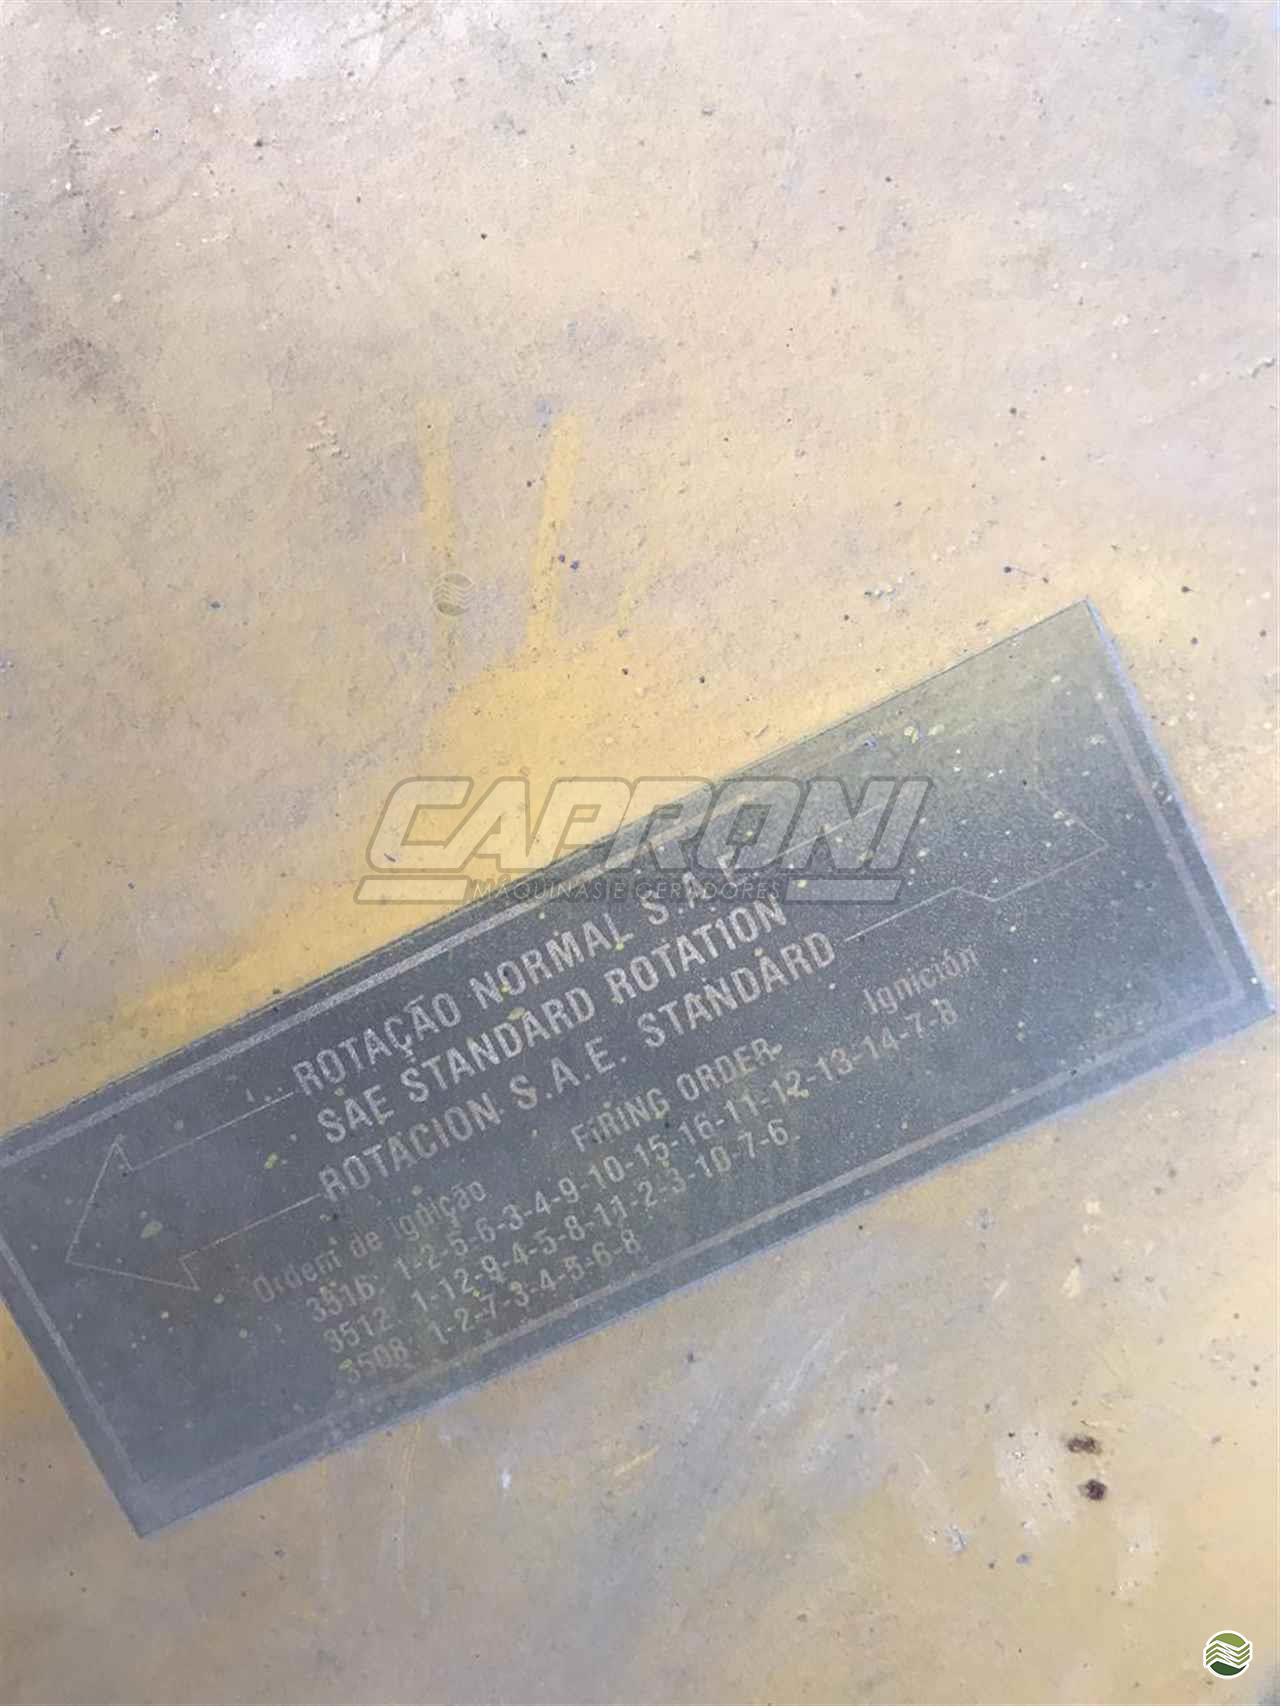 CAPRONI
MÁQUINAS E GERADORES
ROTAÇÃO NORMAL S.A.E.
SAE STANDARD ROTATION
ROTACION S.A.E. STANDARD
Ordem de Ignição FIRING ORDER Ignición
3516: 1-2-5-6-3-4-9-10-15-16-11-12-13-14-7-8
3512: 1-12-9-4-5-8-11-2-3-10-7-6
3508: 1-2-7-3-4-5-6-8